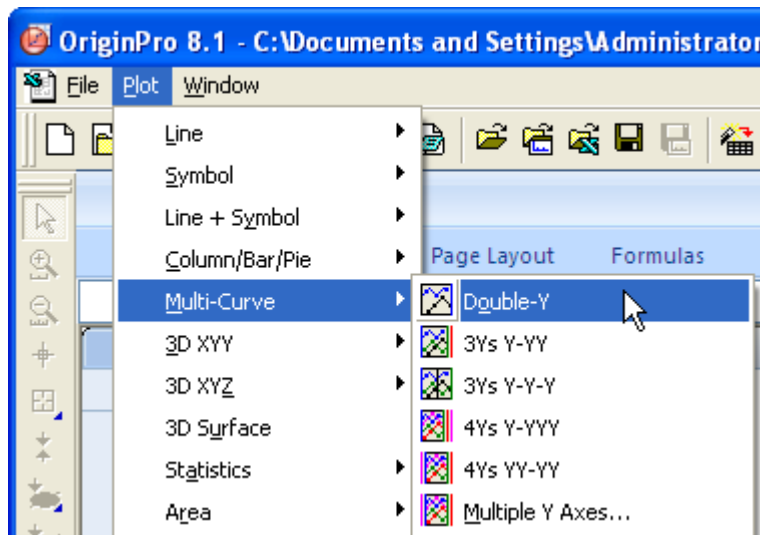 OriginPro 8.1 - C:\Documents and Settings\Administrator
File Plot Window
Line
Symbol
Line + Symbol
Column/Bar/Pie
Page Layout Formulas
Multi-Curve
Double-Y
3D XYY
3Ys Y-YY
3D XYZ
3Ys Y-Y-Y
3D Surface
4Ys Y-YYY
Statistics
4Ys YY-YY
Area
Multiple Y Axes...